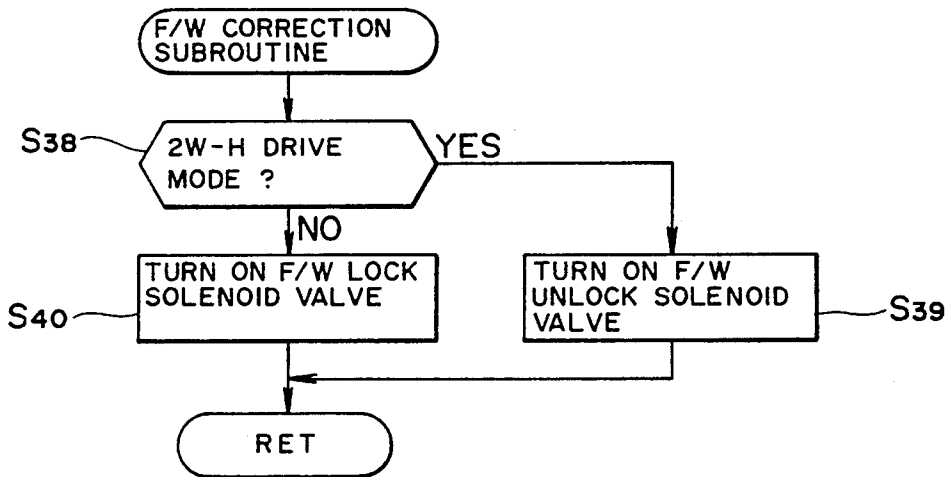 F/W CORRECTION
SUBROUTINE
S38
2W-H DRIVE
MODE ?
YES
NO
TURN ON F/W LOCK
SOLENOID VALVE
S40
TURN ON F/W
UNLOCK SOLENOID
VALVE
S39
RET